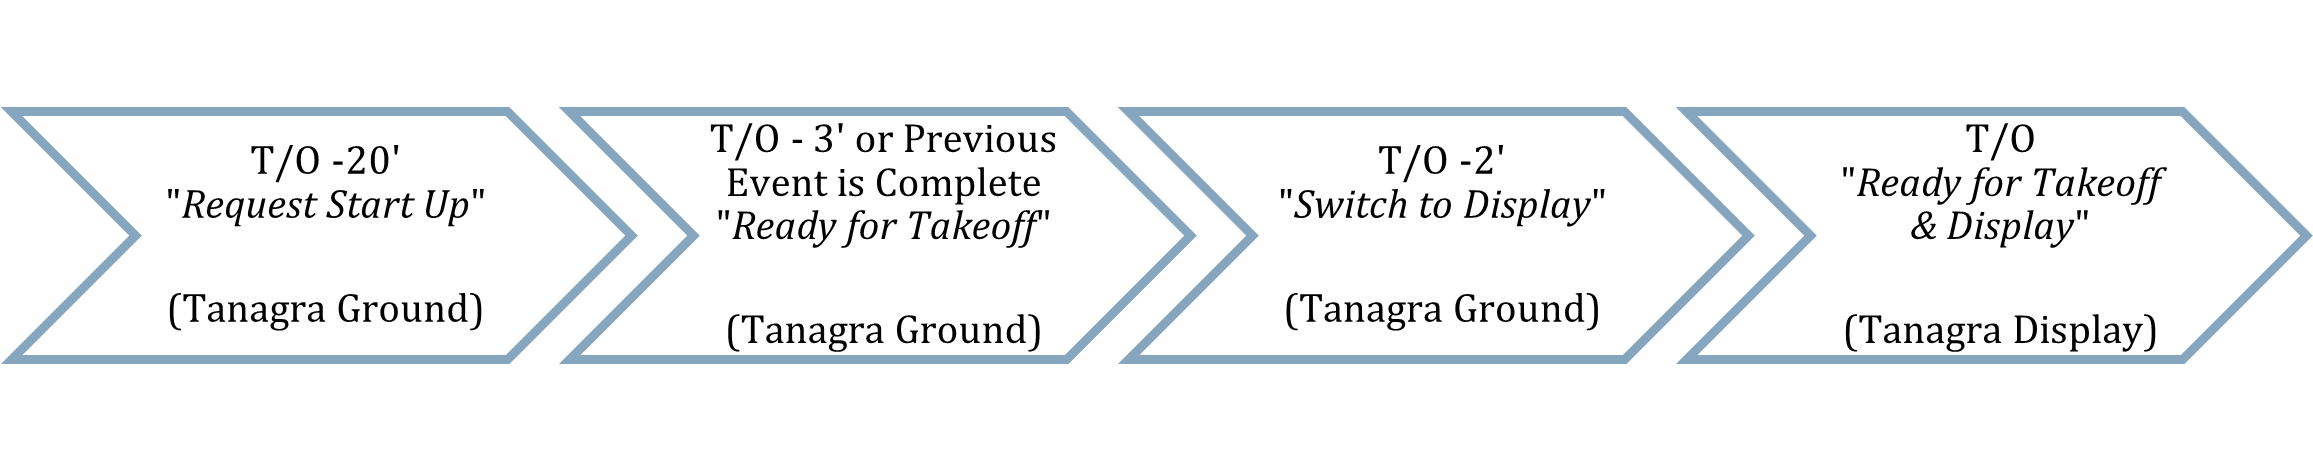 T/O -20'
"Request Start Up"
(Tanagra Ground)
T/O - 3' or Previous
Event is Complete
"Ready for Takeoff"
(Tanagra Ground)
T/O -2'
"Switch to Display"
(Tanagra Ground)
T/O
"Ready for Takeoff
& Display"
(Tanagra Display)